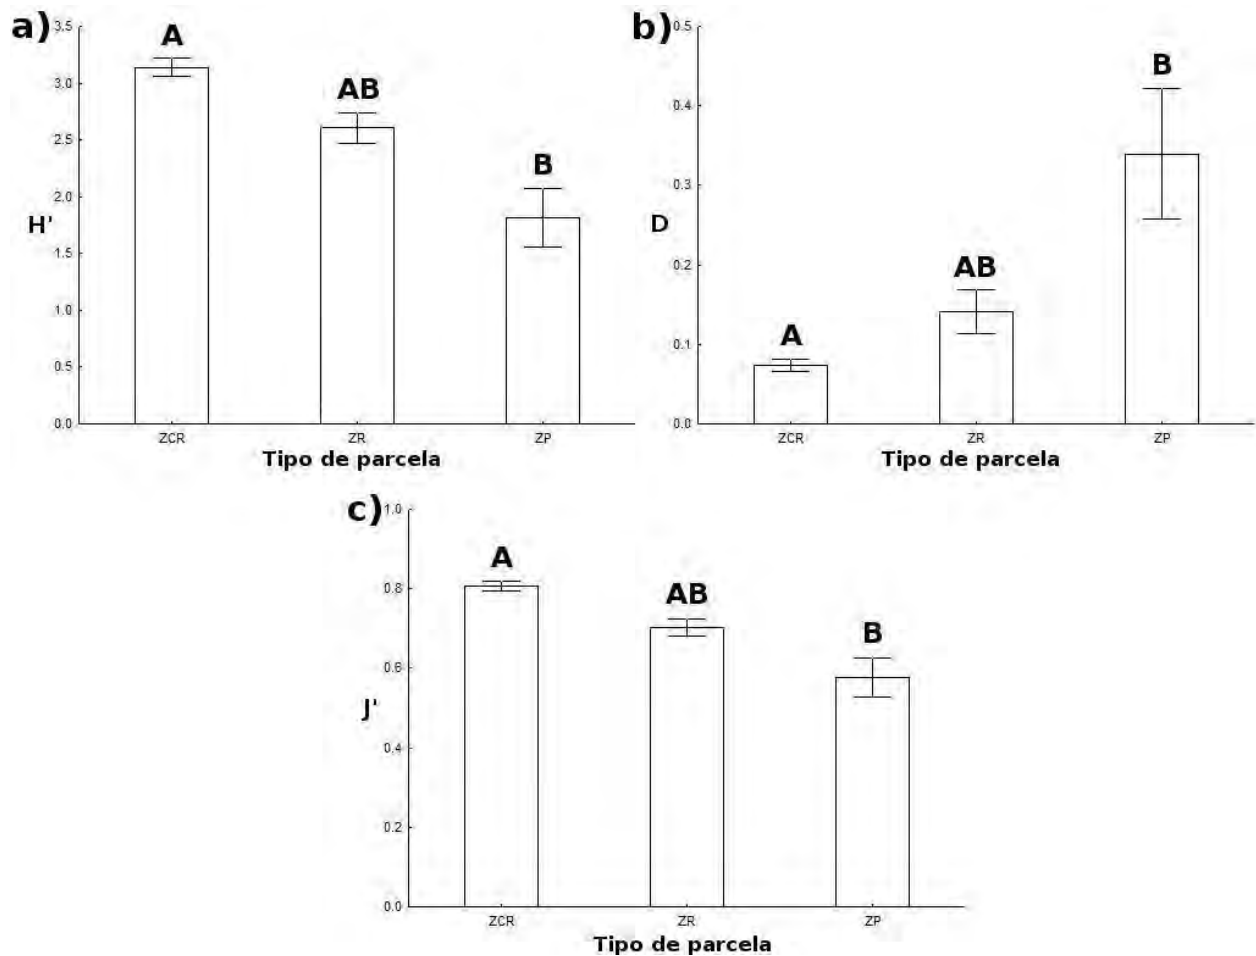 a)
3.5
3.0
2.5
2.0
1.5
1.0
0.5
0.0
H'
A
AB
B
ZCR ZR ZP
Tipo de parcela
b)
0.5
0.4
0.3
0.2
0.1
0.0
D
A
AB
B
ZCR ZR ZP
Tipo de parcela
c)
1.0
0.8
0.6
0.4
0.2
0.0
J'
A
AB
B
ZCR ZR ZP
Tipo de parcela